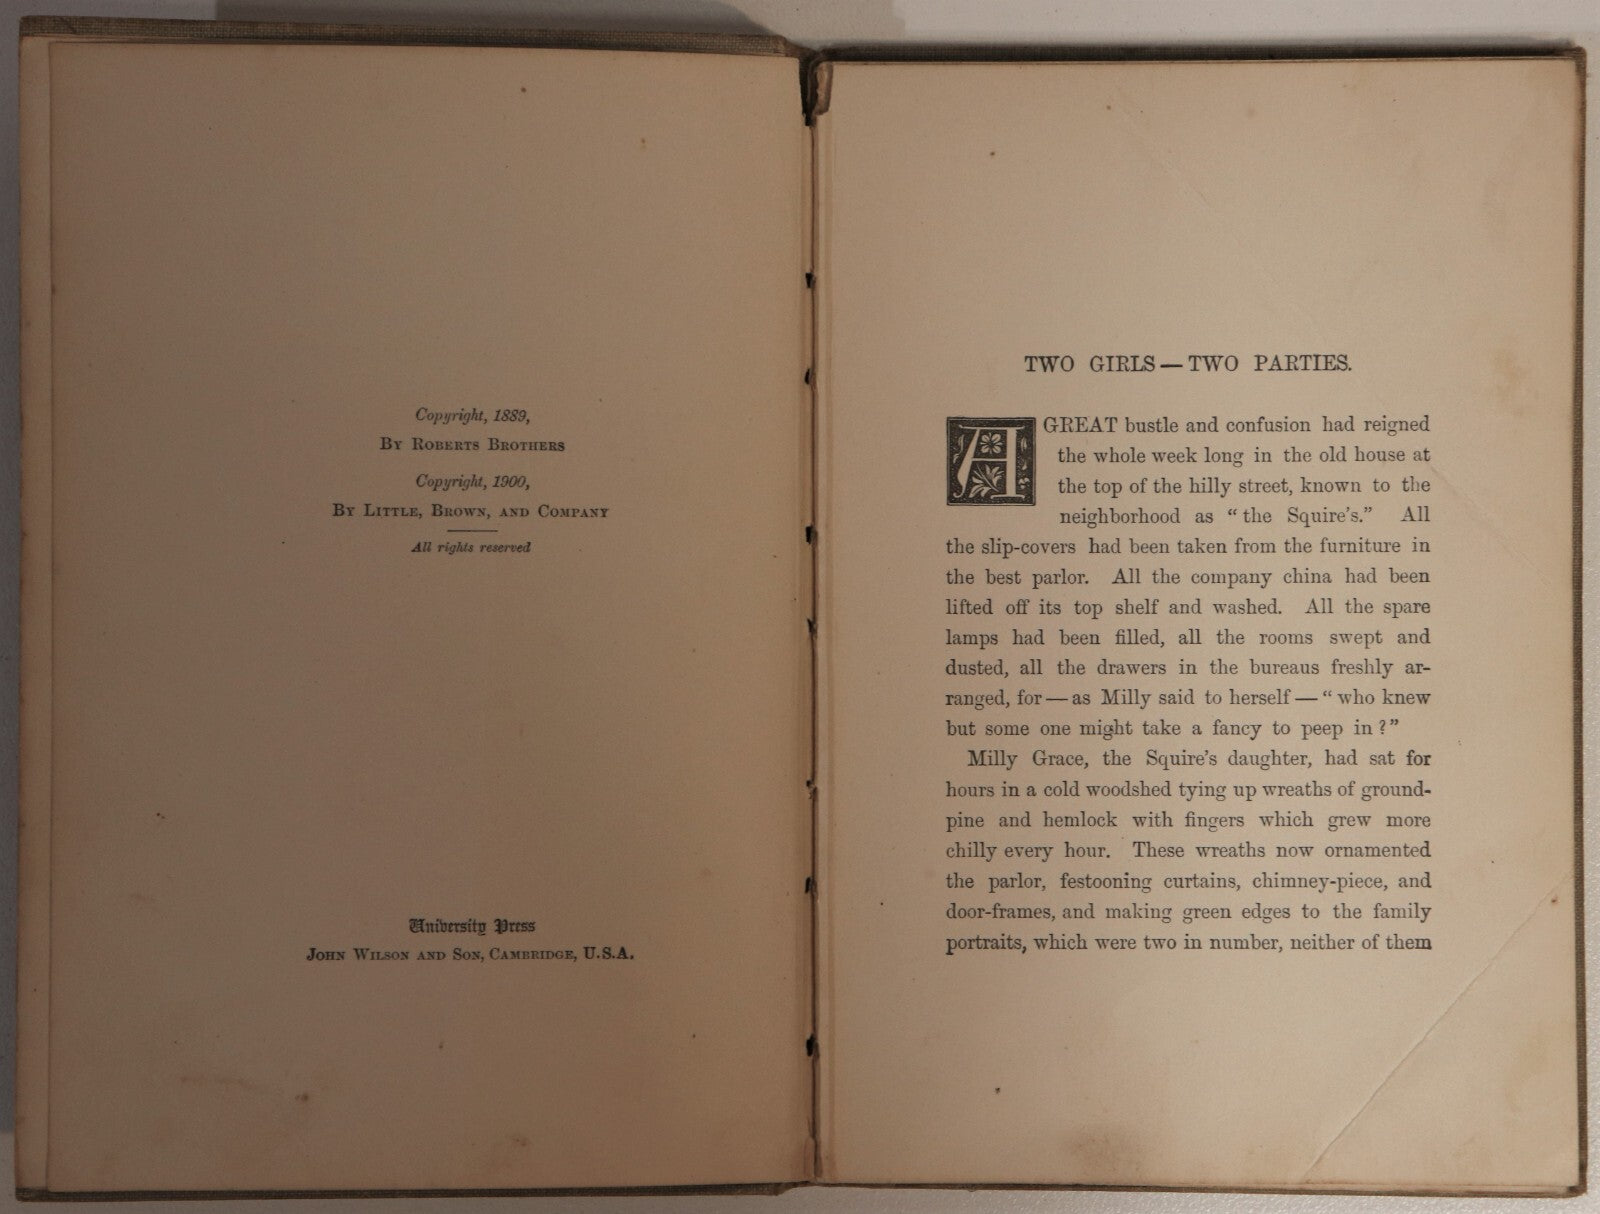 Copyright, 1889,
By Roberts Brothers
Copyright, 1900,
By Little, Brown, and Company
All rights reserved
University Press
John Wilson and Son, Cambridge, U.S.A.
TWO GIRLS — TWO PARTIES.
A GREAT bustle and confusion had reigned
the whole week long in the old house at
the top of the hilly street, known to the
neighborhood as “the Squire’s.” All
the slip-covers had been taken from the furniture in
the best parlor. All the company china had been
lifted off its top shelf and washed. All the spare
lamps had been filled, all the rooms swept and
dusted, all the drawers in the bureaus freshly ar-
ranged, for — as Milly said to herself — “who knew
but some one might take a fancy to peep in?”
Milly Grace, the Squire’s daughter, had sat for
hours in a cold woodshed tying up wreaths of ground-
pine and hemlock with fingers which grew more
chilly every hour. These wreaths now ornamented
the parlor, festooning curtains, chimney-piece, and
door-frames, and making green edges to the family
portraits, which were two in number, neither of them